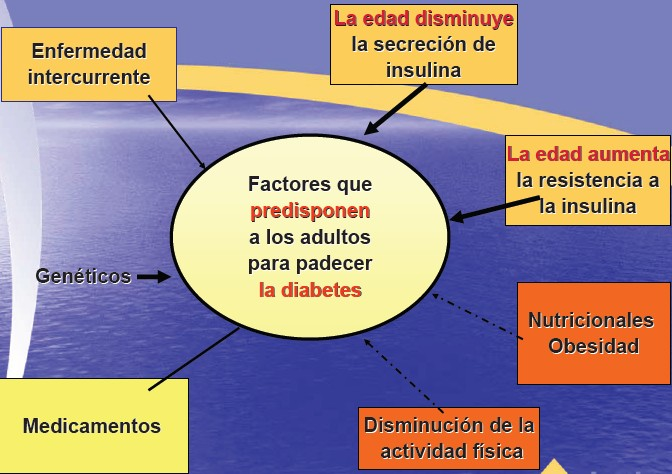 La edad disminuye
la secreción de
insulina
Enfermedad
intercurrente
La edad aumenta
la resistencia a
la insulina
Factores que
predisponen
a los adultos
para padecer
la diabetes
Genéticos
Nutricionales
Obesidad
Medicamentos
Disminución de la
actividad física